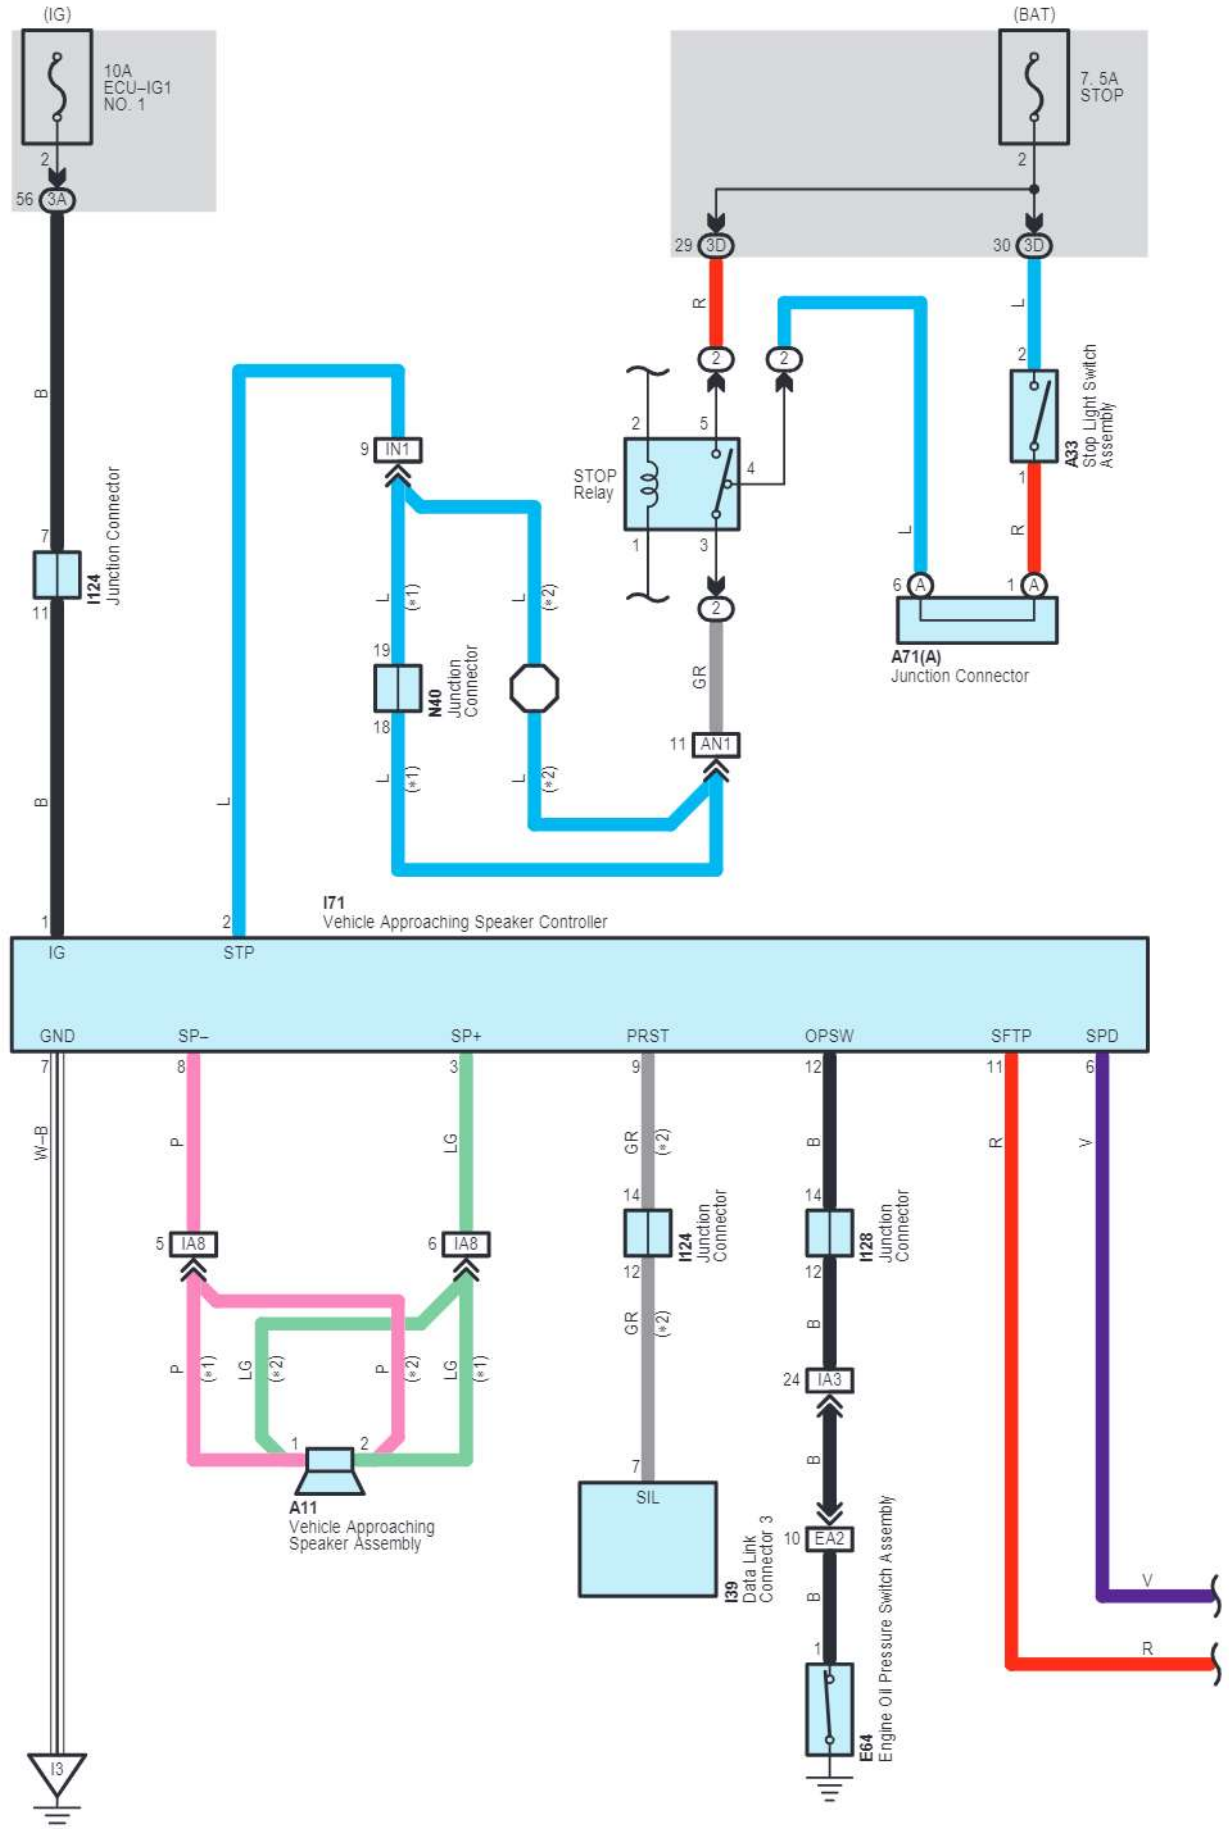 (IG)
(BAT)
10A
ECU–IG1
NO. 1
7. 5A
STOP
2
2
56 3A
29 3D
30 3D
R
L
2
2
2
B
9 IN1
2
5
4
STOP
Relay
1
3
A33
Stop Light Switch
Assembly
1
R
L
7
I124
Junction Connector
11
L
(*1)
L
(*2)
2
6 A
1 A
A71(A)
Junction Connector
19
N40
Junction
Connector
18
GR
11 AN1
L
(*1)
L
(*2)
B
L
I71
Vehicle Approaching Speaker Controller
1
2
IG
STP
GND
SP–
SP+
PRST
OPSW
SFTP
SPD
7
8
3
9
12
11
6
W–B
P
LG
GR
(*2)
B
R
V
14
I124
Junction
Connector
12
14
I128
Junction
Connector
12
5 IA8
6 IA8
GR
(*2)
B
P
(*1)
LG
(*2)
P
(*2)
LG
(*1)
24 IA3
B
1
2
A11
Vehicle Approaching
Speaker Assembly
7
SIL
I39
Data Link
Connector 3
10 EA2
B
1
E64
Engine Oil Pressure Switch Assembly
V
R
I3